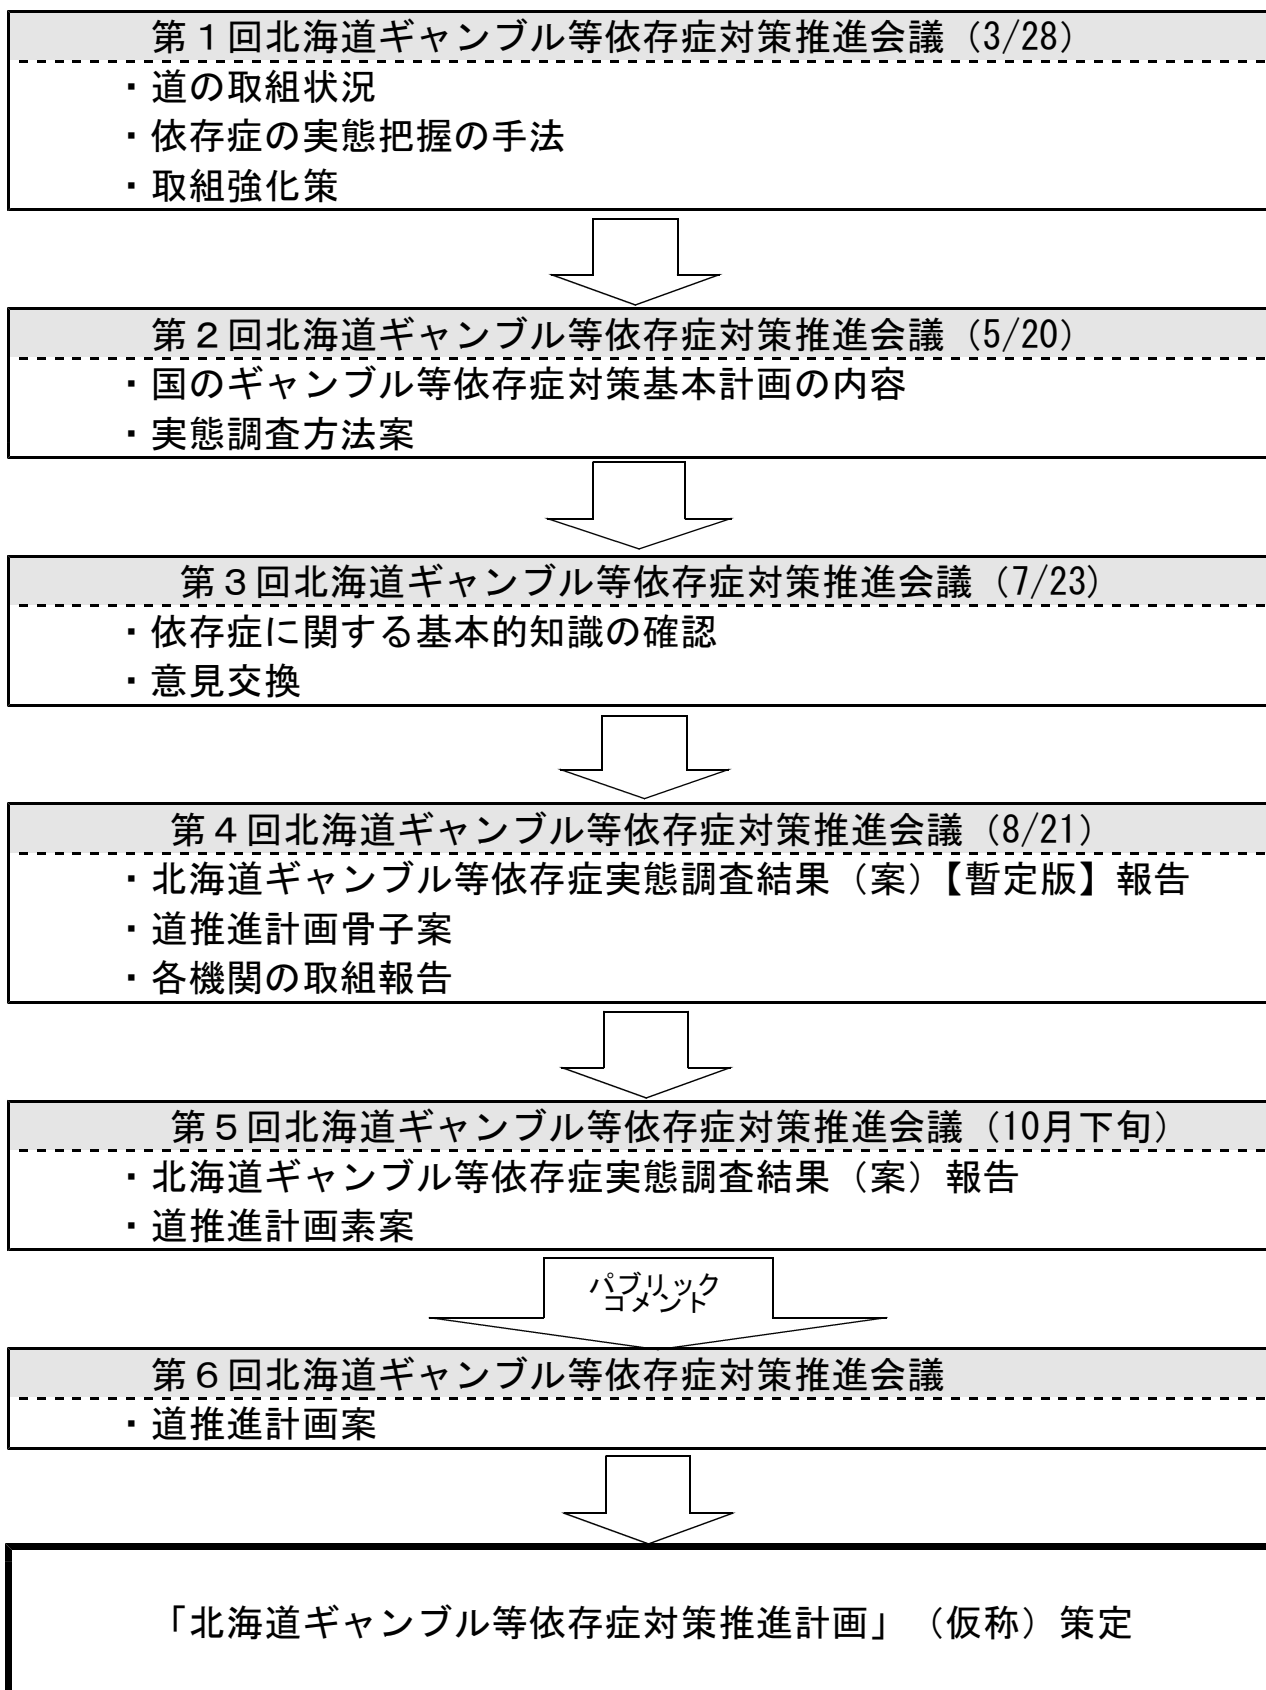 第１回北海道ギャンブル等依存症対策推進会議（3/28）
・道の取組状況
・依存症の実態把握の手法
・取組強化策
第２回北海道ギャンブル等依存症対策推進会議（5/20）
・国のギャンブル等依存症対策基本計画の内容
・実態調査方法案
第３回北海道ギャンブル等依存症対策推進会議（7/23）
・依存症に関する基本的知識の確認
・意見交換
第４回北海道ギャンブル等依存症対策推進会議（8/21）
・北海道ギャンブル等依存症実態調査結果（案）【暫定版】報告
・道推進計画骨子案
・各機関の取組報告
第５回北海道ギャンブル等依存症対策推進会議（10月下旬）
・北海道ギャンブル等依存症実態調査結果（案）報告
・道推進計画素案
パブリック
コメント
第６回北海道ギャンブル等依存症対策推進会議
・道推進計画案
「北海道ギャンブル等依存症対策推進計画」（仮称）策定